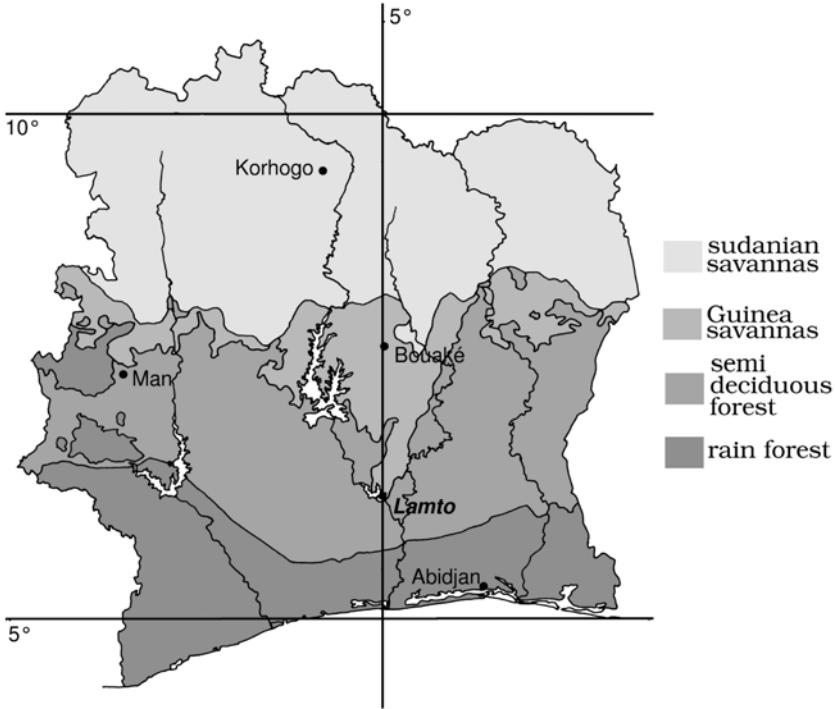 5°
10°
Korhogo
sudanian
savannas
Guinea
savannas
Bouaké
semi
deciduous
forest
Man
rain forest
Lamto
Abidjan
5°